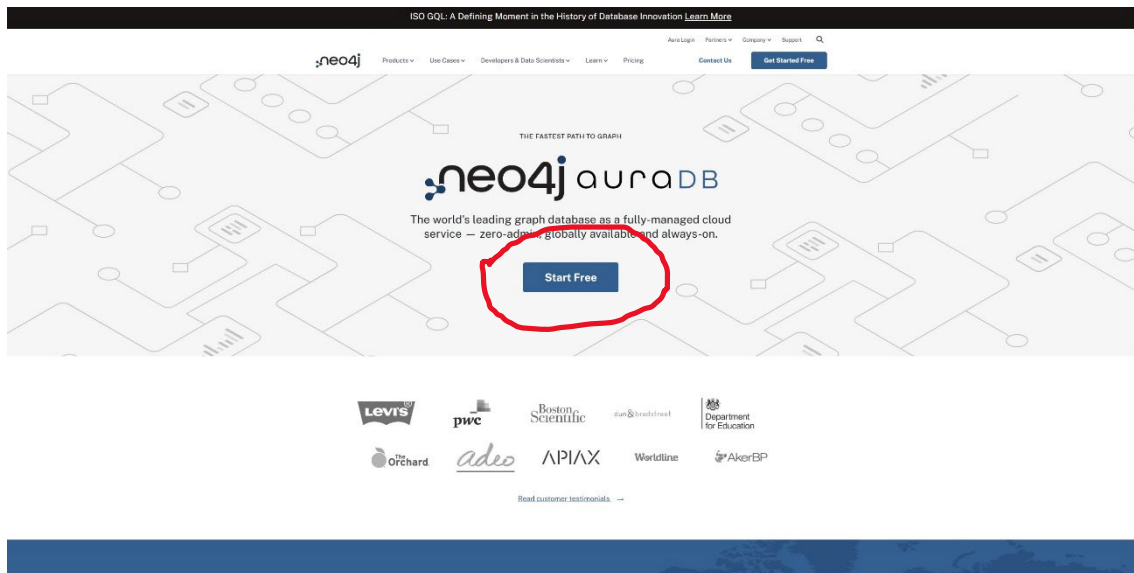 ISO GQL: A Defining Moment in the History of Database Innovation Learn More
Aura Login Partners Company Support
neo4j Products Use Cases Developers & Data Scientists Learn Pricing Contact Us Get Started Free
THE FASTEST PATH TO GRAPH
neo4j auraDB
The world's leading graph database as a fully-managed cloud
service — zero-admin, globally available and always-on.
Start Free
LEVI'S
pwc
Boston
Scientific
dun & bradstreet
Department
for Education
The
Orchard
adeo
APIAX
Worldline
AkerBP
Read customer testimonials →